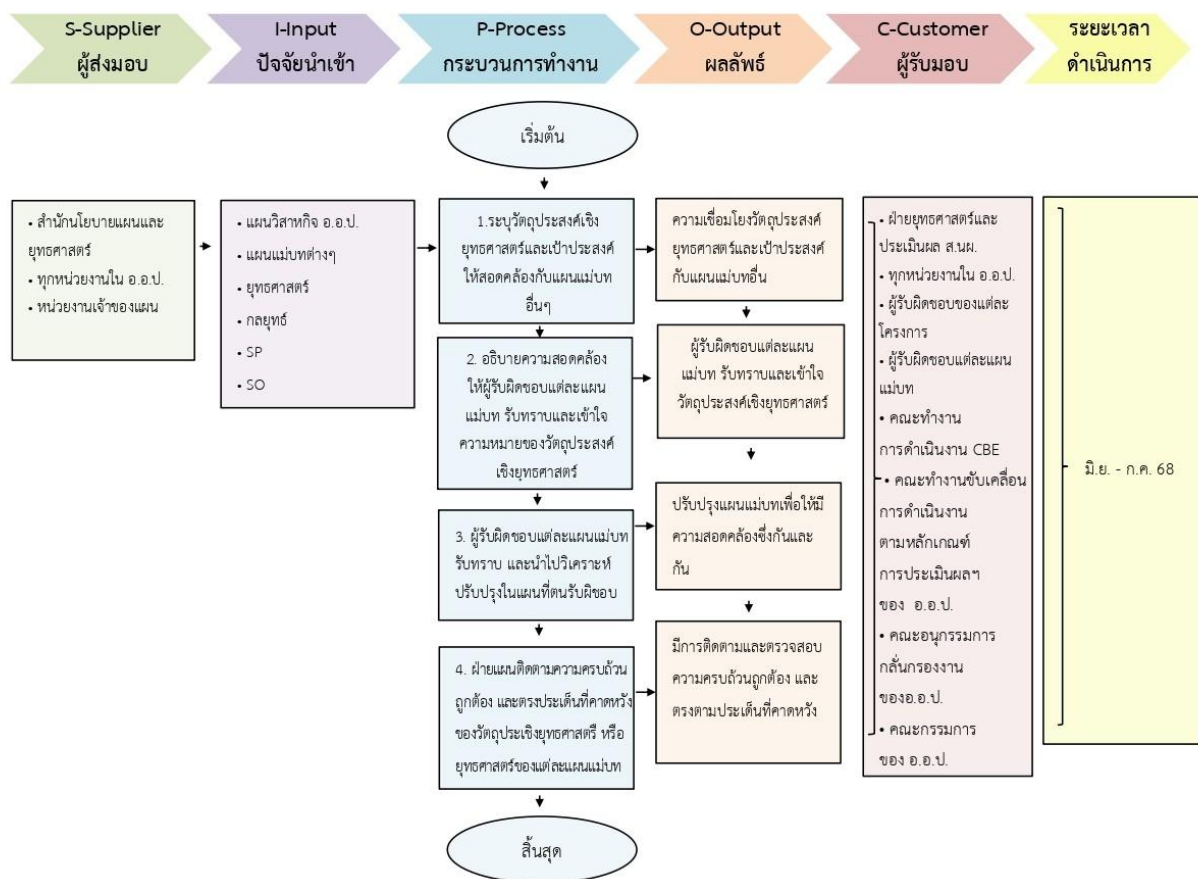 S-Supplier
ผู้ส่งมอบ
I-Input
ปัจจัยนำเข้า
P-Process
กระบวนการทำงาน
O-Output
ผลลัพธ์
C-Customer
ผู้รับมอบ
ระยะเวลา
ดำเนินการ
เริ่มต้น
• สำนักนโยบายแผนและ
ยุทธศาสตร์
• ทุกหน่วยงานใน อ.อ.ป.
• หน่วยงานเจ้าของแผน
• แผนวิสาหกิจ อ.อ.ป.
• แผนแม่บทต่างๆ
• ยุทธศาสตร์
• กลยุทธ์
• SP
• SO
1.ระบุวัตถุประสงค์เชิง
ยุทธศาสตร์และเป้าประสงค์
ให้สอดคล้องกับแผนแม่บท
อื่นๆ
ความเชื่อมโยงวัตถุประสงค์
ยุทธศาสตร์และเป้าประสงค์
กับแผนแม่บทอื่น
2. อธิบายความสอดคล้อง
ให้ผู้รับผิดชอบแต่ละแผน
แม่บท รับทราบและเข้าใจ
ความหมายของวัตถุประสงค์
เชิงยุทธศาสตร์
ผู้รับผิดชอบแต่ละแผน
แม่บท รับทราบและเข้าใจ
วัตถุประสงค์เชิงยุทธศาสตร์
3. ผู้รับผิดชอบแต่ละแผนแม่บท
รับทราบ และนำไปวิเคราะห์
ปรับปรุงในแผนที่ตนรับผิชอบ
ปรับปรุงแผนแม่บทเพื่อให้มี
ความสอดคล้องซึ่งกันและ
กัน
4. ฝ่ายแผนติดตามความครบถ้วน
ถูกต้อง และตรงประเด็นที่คาดหวัง
ของวัตถุประเชิงยุทธศาสตรื หรือ
ยุทธศาสตร์ของแต่ละแผนแม่บท
มีการติดตามและตรวจสอบ
ความครบถ้วนถูกต้อง และ
ตรงตามประเด็นที่คาดหวัง
สิ้นสุด
• ฝ่ายยุทธศาสตร์และ
ประเมินผล ส.นผ.
• ทุกหน่วยงานใน อ.อ.ป.
• ผู้รับผิดชอบของแต่ละ
โครงการ
• ผู้รับผิดชอบแต่ละแผน
แม่บท
• คณะทำงาน
การดำเนินงาน CBE
• คณะทำงานขับเคลื่อน
การดำเนินงาน
ตามหลักเกณฑ์
การประเมินผลฯ
ของ อ.อ.ป.
• คณะอนุกรรมการ
กลั่นกรองงาน
ของอ.อ.ป.
• คณะกรรมการ
ของ อ.อ.ป.
มิ.ย. - ก.ค. 68